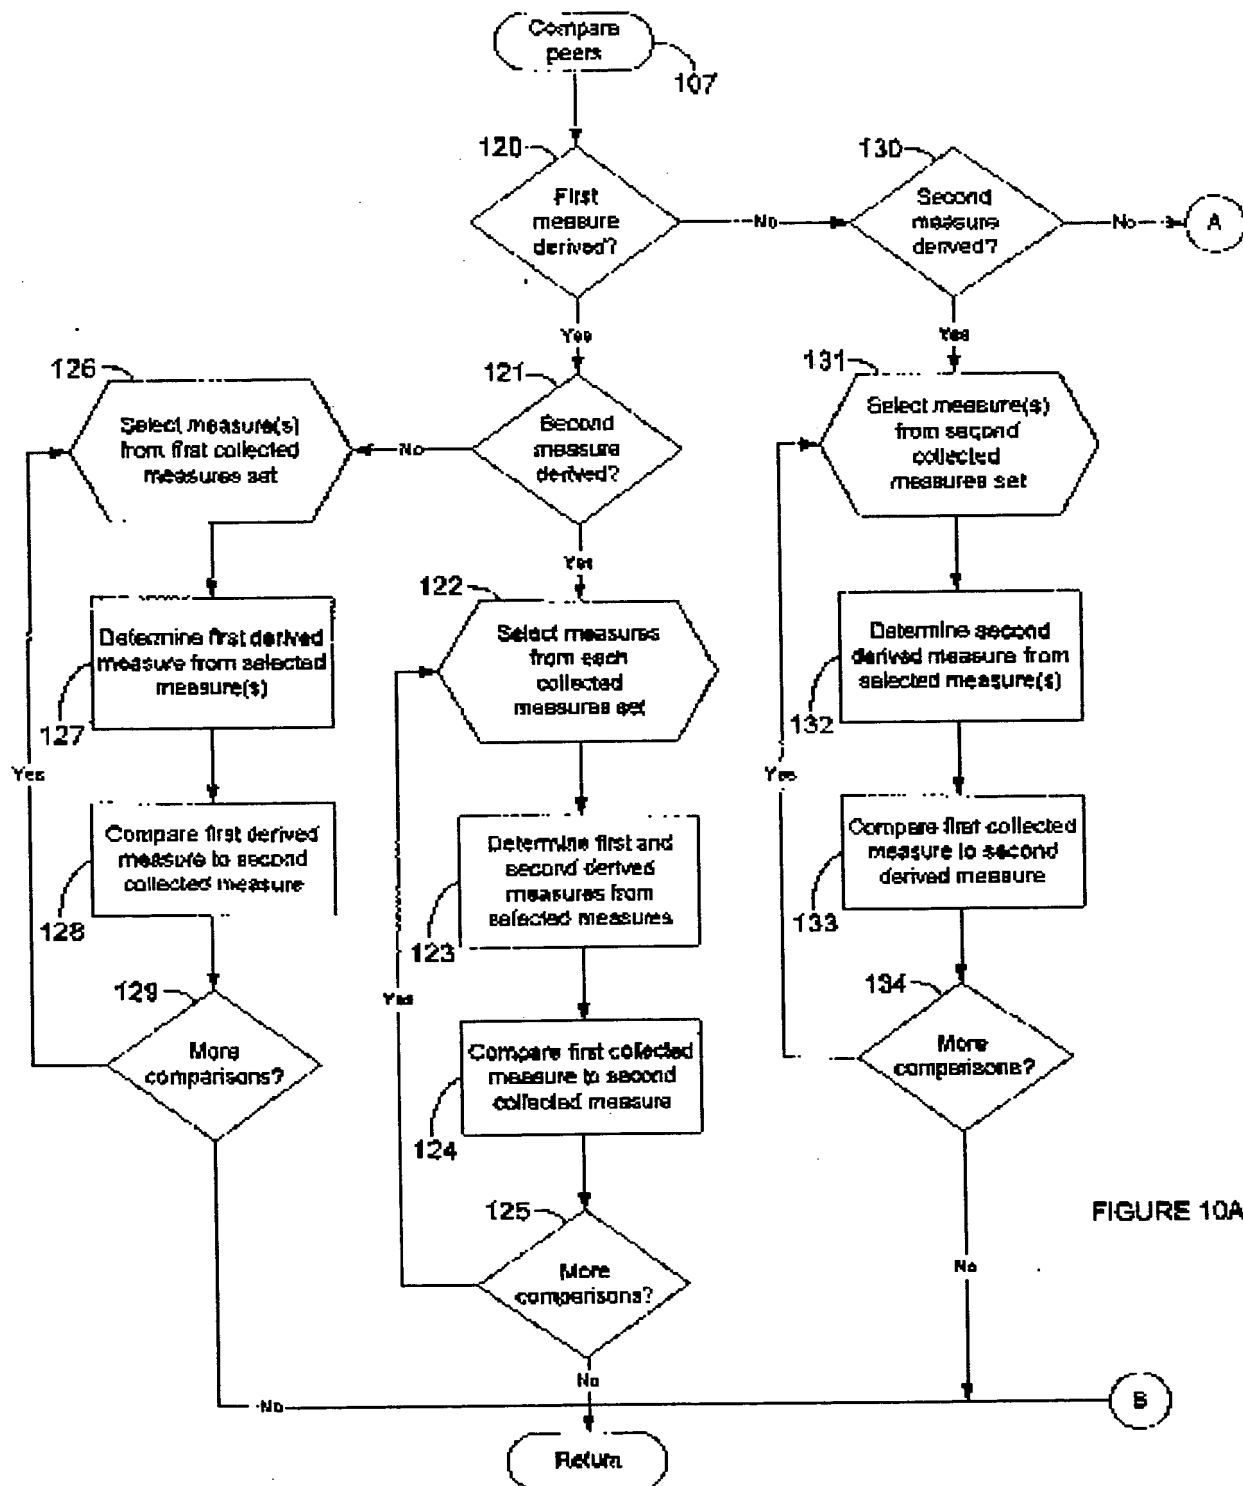 Compare
peers
107
120
First
measure
derived?
No
130
Second
measure
derived?
No
A
Yes
Yes
126
Select measure(s)
from first collected
measures set
No
121
Second
measure
derived?
131
Select measure(s)
from second
collected
measures set
Yes
122
Select measures
from each
collected
measures set
Determine first derived
measure from selected
measure(s)
127
Determine second
derived measure from
selected measure(s)
132
Yes
Yes
Compare first derived
measure to second
collected measure
128
Determine first and
second derived
measures from
selected measures
123
Compare first collected
measure to second
derived measure
133
Yes
129
More
comparisons?
Compare first collected
measure to second
collected measure
124
134
More
comparisons?
125
More
comparisons?
FIGURE 10A
No
No
No
B
Return